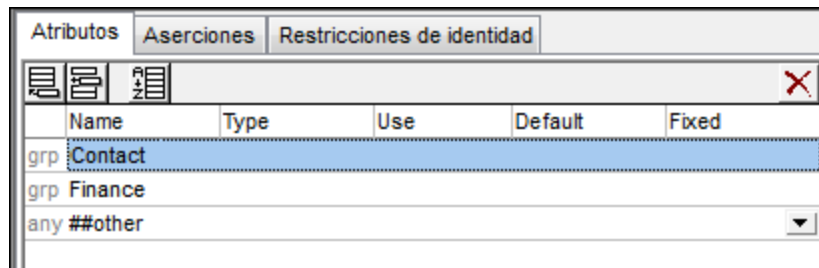 Atributos Aserciones Restricciones de identidad
A Z
Name Type Use Default Fixed
grp Contact
grp Finance
any ##other